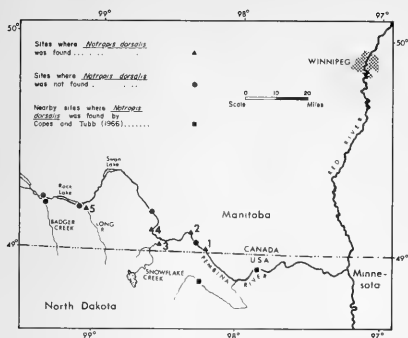 50°
99
98
97°
50°
Sites where Notropis dorsalis
was found . . . . . .
▲
Sites where Notropis dorsalis
was not found . . . .
●
Nearby sites where Notropis
dorsalis was found by
Copes and Tubb (1966) . . . . . . .
■
WINNIPEG
0 10 20
Scale Miles
RED RIVER
Swan
Lake
Rock
Lake
BADGER
CREEK
LONG
R
5
4
2
3
1
Manitoba
49°
49°
CANADA
USA
PEMBINA
RIVER
SNOWFLAKE
CREEK
Minne-
sota
North Dakota
99
98
97°